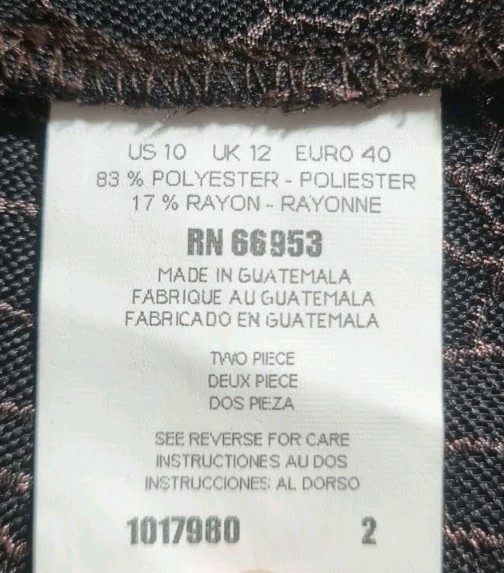 US 10 UK 12 EURO 40
83 % POLYESTER - POLIESTER
17 % RAYON - RAYONNE
RN 66953
MADE IN GUATEMALA
FABRIQUE AU GUATEMALA
FABRICADO EN GUATEMALA
TWO PIECE
DEUX PIECE
DOS PIEZA
SEE REVERSE FOR CARE
INSTRUCTIONES AU DOS
INSTRUCCIONES AL DORSO
1017980 2